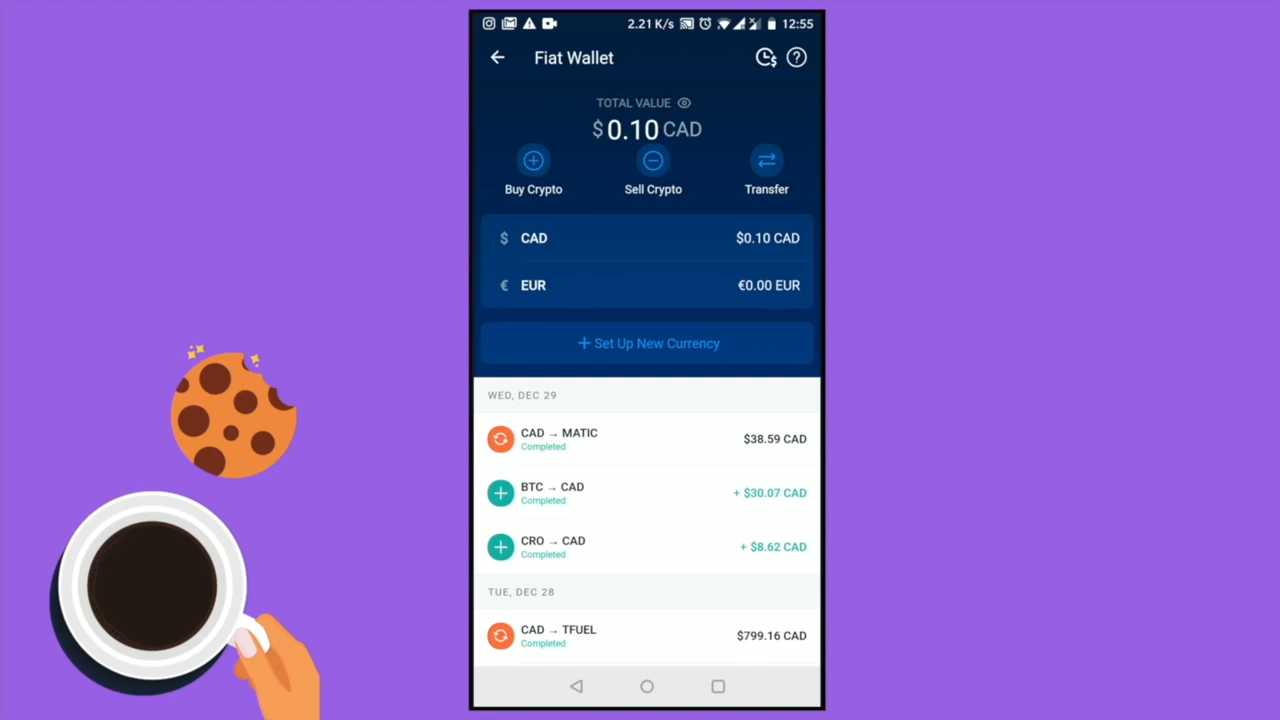 2.21 K/s 12:55
Fiat Wallet
TOTAL VALUE
$ 0.10 CAD
Buy Crypto Sell Crypto Transfer
$ CAD $0.10 CAD
€ EUR €0.00 EUR
+ Set Up New Currency
WED, DEC 29
CAD → MATIC $38.59 CAD
Completed
BTC → CAD + $30.07 CAD
Completed
CRO → CAD + $8.62 CAD
Completed
TUE, DEC 28
CAD → TFUEL $799.16 CAD
Completed